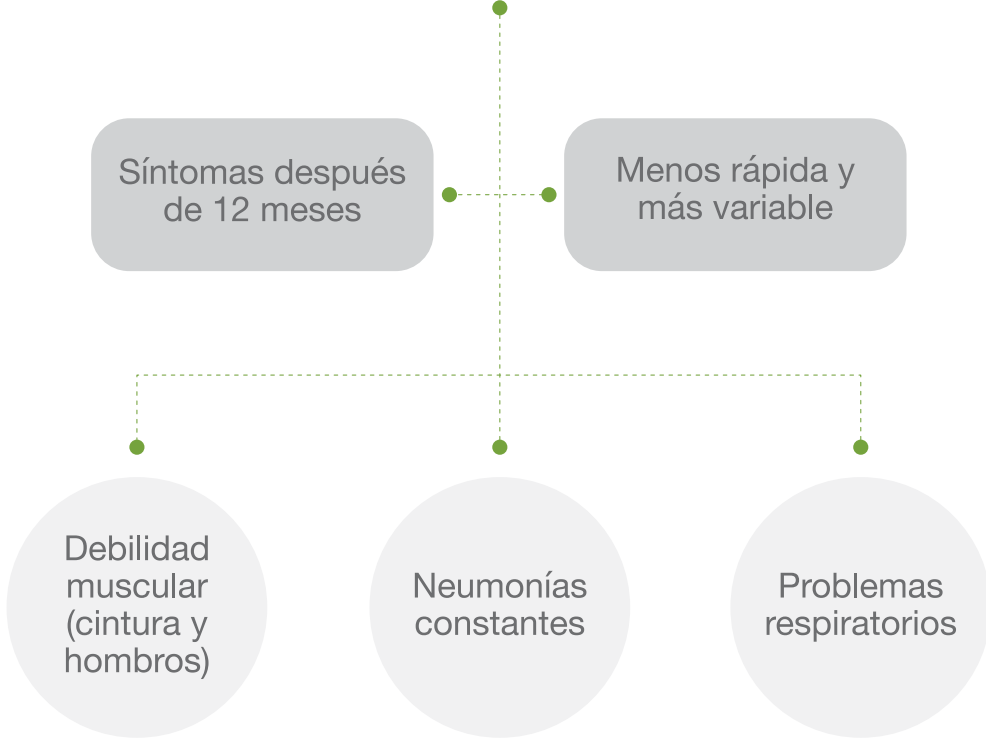 Síntomas después
de 12 meses
Menos rápida y
más variable
Debilidad
muscular
(cintura y
hombros)
Neumonías
constantes
Problemas
respiratorios